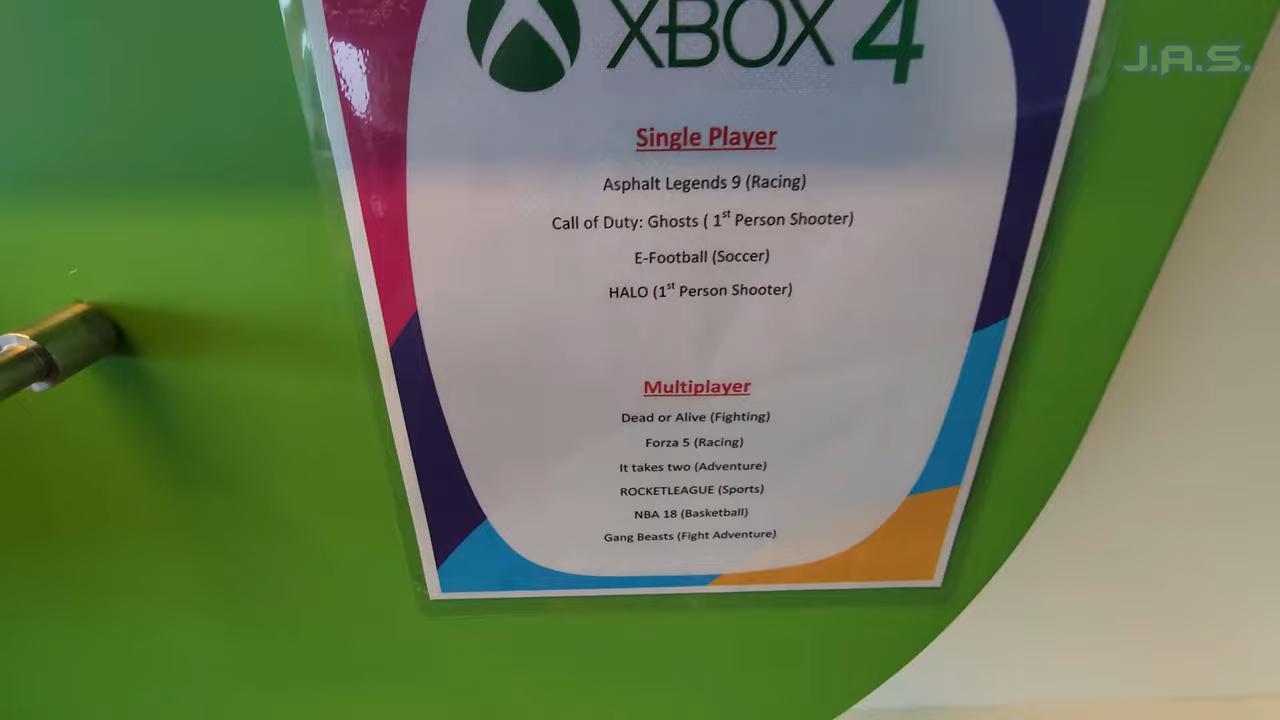 XBOX 4
J.A.S.
Single Player
Asphalt Legends 9 (Racing)
Call of Duty: Ghosts ( 1st Person Shooter)
E-Football (Soccer)
HALO (1st Person Shooter)
Multiplayer
Dead or Alive (Fighting)
Forza 5 (Racing)
It takes two (Adventure)
ROCKETLEAGUE (Sports)
NBA 18 (Basketball)
Gang Beasts (Fight Adventure)